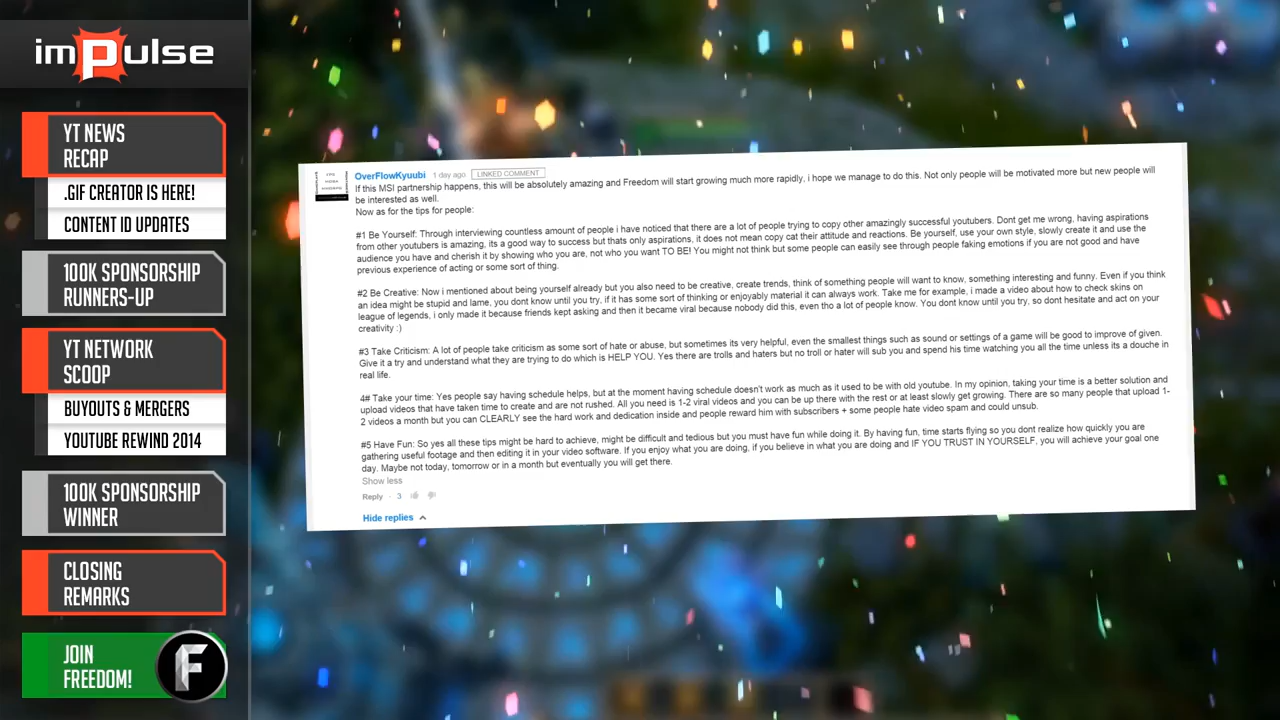 imPulse
YT NEWS
RECAP
.GIF CREATOR IS HERE!
CONTENT ID UPDATES
100K SPONSORSHIP
RUNNERS-UP
YT NETWORK
SCOOP
BUYOUTS & MERGERS
YOUTUBE REWIND 2014
100K SPONSORSHIP
WINNER
CLOSING
REMARKS
JOIN
FREEDOM!
F
OverFlowKyuubi 1 day ago LINKED COMMENT
If this MSI partnership happens, this will be absolutely amazing and Freedom will start growing much more rapidly, i hope we manage to do this. Not only people will be motivated more but new people will
be interested as well.
Now as for the tips for people:
#1 Be Yourself: Through interviewing countless amount of people i have noticed that there are a lot of people trying to copy other amazingly successful youtubers. Dont get me wrong, having aspirations
from other youtubers is amazing, its a good way to success but thats only aspirations, it does not mean copy cat their attitude and reactions. Be yourself, use your own style, slowly create it and use the
audience you have and cherish it by showing who you are, not who you want TO BE! You might not think but some people can easily see through people faking emotions if you are not good and have
previous experience of acting or some sort of thing.
#2 Be Creative: Now i mentioned about being yourself already but you also need to be creative, create trends, think of something people will want to know, something interesting and funny. Even if you think
an idea might be stupid and lame, you dont know until you try, if it has some sort of thinking or enjoyably material it can always work. Take me for example, i made a video about how to check skins on
league of legends, i only made it because friends kept asking and then it became viral because nobody did this, even tho a lot of people know. You dont know until you try, so dont hesitate and act on your
creativity :)
#3 Take Criticism: A lot of people take criticism as some sort of hate or abuse, but sometimes its very helpful, even the smallest things such as sound or settings of a game will be good to improve of given.
Give it a try and understand what they are trying to do which is HELP YOU. Yes there are trolls and haters but no troll or hater will sub you and spend his time watching you all the time unless its a douche in
real life.
4# Take your time: Yes people say having schedule helps, but at the moment having schedule doesn't work as much as it used to be with old youtube. In my opinion, taking your time is a better solution and
upload videos that have taken time to create and are not rushed. All you need is 1-2 viral videos and you can be up there with the rest or at least slowly get growing. There are so many people that upload 1-
2 videos a month but you can CLEARLY see the hard work and dedication inside and people reward him with subscribers + some people hate video spam and could unsub.
#5 Have Fun: So yes all these tips might be hard to achieve, might be difficult and tedious but you must have fun while doing it. By having fun, time starts flying so you dont realize how quickly you are
gathering useful footage and then editing it in your video software. If you enjoy what you are doing, if you believe in what you are doing and IF YOU TRUST IN YOURSELF, you will achieve your goal one
day. Maybe not today, tomorrow or in a month but eventually you will get there.
Show less
Reply · 3
Hide replies